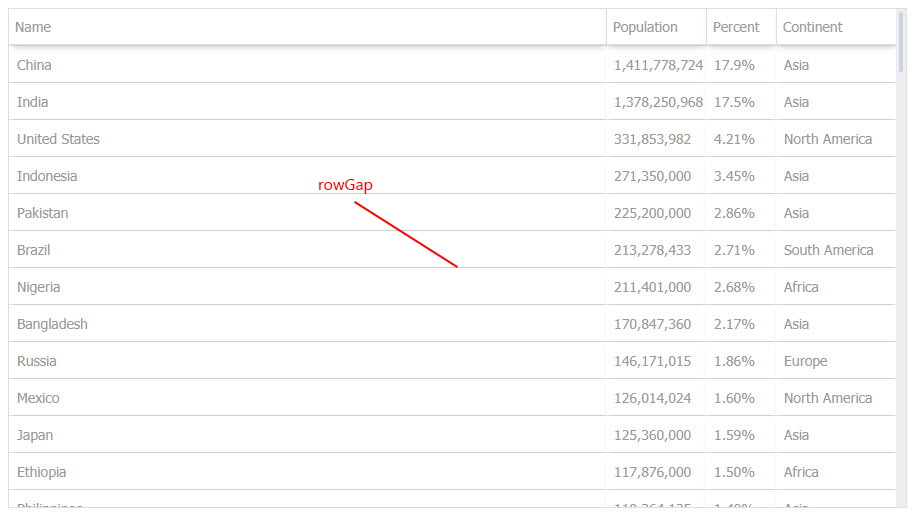 Name Population Percent Continent
China 1,411,778,724 17.9% Asia
India 1,378,250,968 17.5% Asia
United States 331,853,982 4.21% North America
Indonesia 271,350,000 3.45% Asia
rowGap
Pakistan 225,200,000 2.86% Asia
Brazil 213,278,433 2.71% South America
Nigeria 211,401,000 2.68% Africa
Bangladesh 170,847,360 2.17% Asia
Russia 146,171,015 1.86% Europe
Mexico 126,014,024 1.60% North America
Japan 125,360,000 1.59% Asia
Ethiopia 117,876,000 1.50% Africa
Philippines